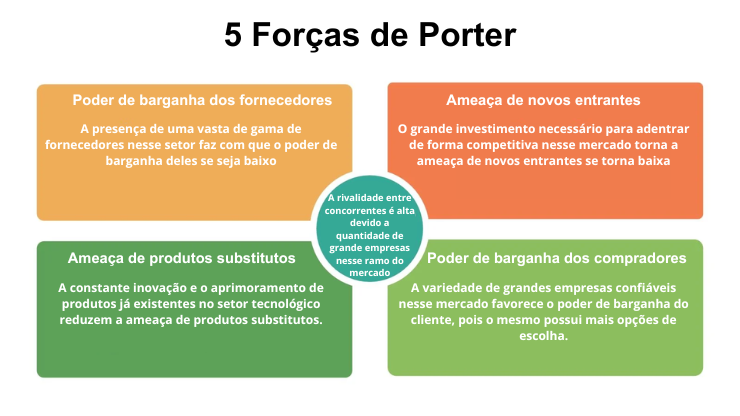 5 Forças de Porter
Poder de barganha dos fornecedores
A presença de uma vasta de gama de
fornecedores nesse setor faz com que o poder de
barganha deles se seja baixo
Ameaça de novos entrantes
O grande investimento necessário para adentrar
de forma competitiva nesse mercado torna a
ameaça de novos entrantes se torna baixa
A rivalidade entre
concorrentes é alta
devido a
quantidade de
grande empresas
nesse ramo do
mercado
Ameaça de produtos substitutos
A constante inovação e o aprimoramento de
produtos já existentes no setor tecnológico
reduzem a ameaça de produtos substitutos.
Poder de barganha dos compradores
A variedade de grandes empresas confiáveis
nesse mercado favorece o poder de barganha do
cliente, pois o mesmo possui mais opções de
escolha.